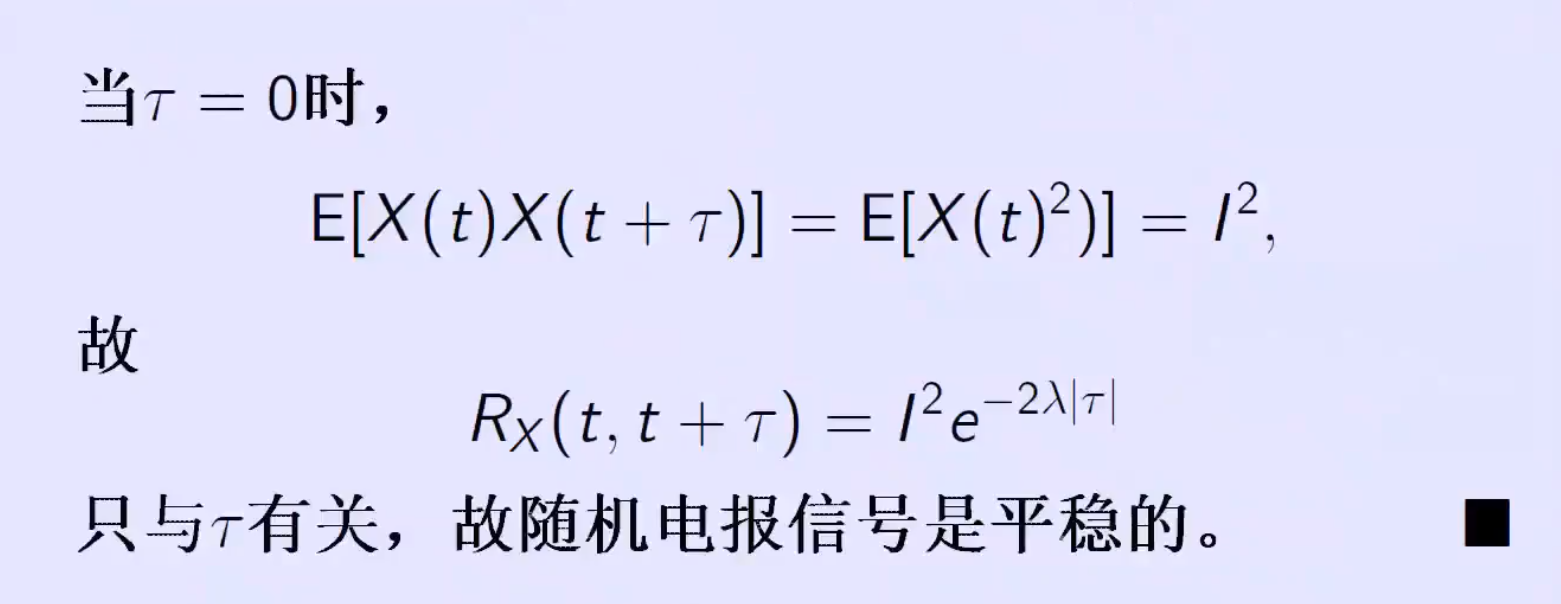 当τ = 0时，
E[X(t)X(t + τ)] = E[X(t)²)] = I²,
故
R_X(t, t + τ) = I²e^{−2λ|τ|}
只与τ有关，故随机电报信号是平稳的。 ■